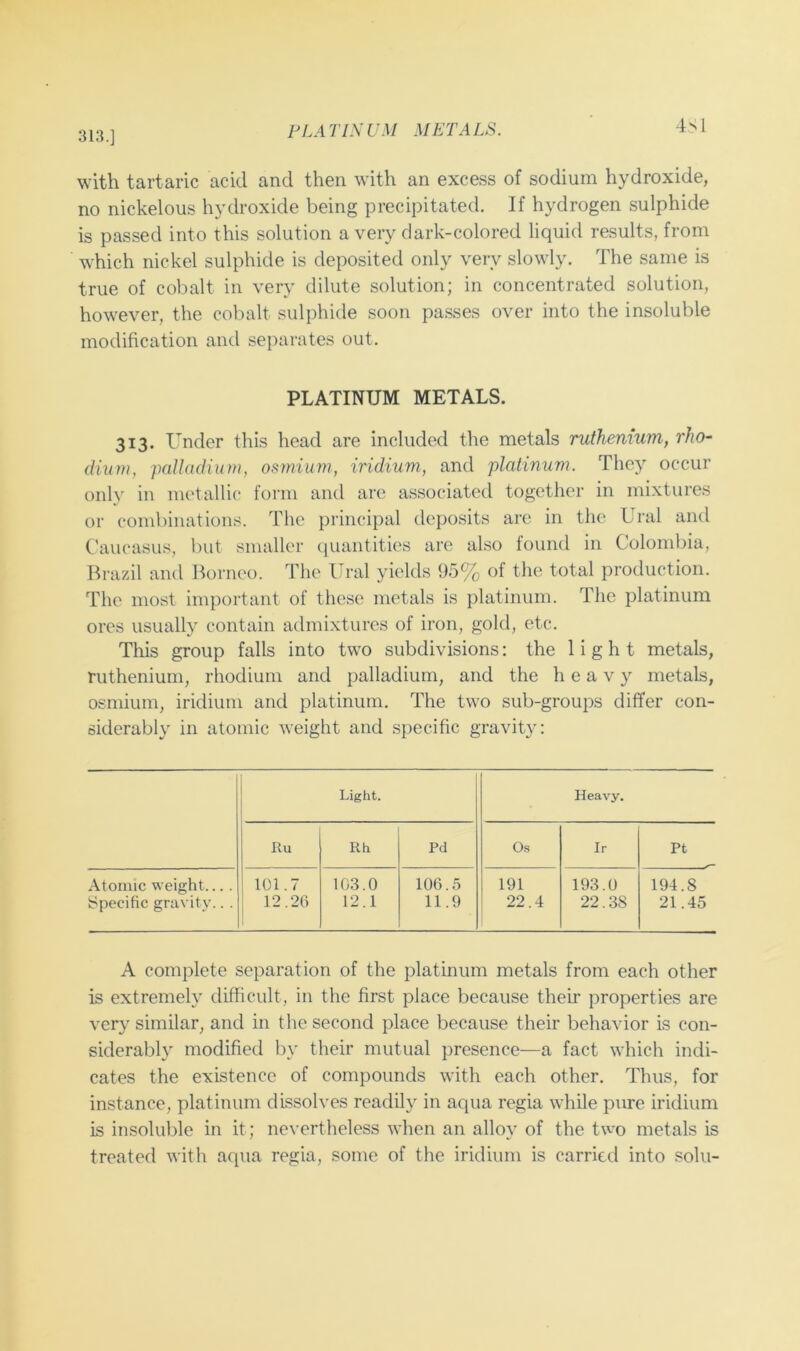 313.] PLATINUM METALS. 481
with tartaric acid and then with an excess of sodium hydroxide,
no nickelous hydroxide being precipitated. If hydrogen sulphide
is passed into this solution a very dark-colored liquid results, from
which nickel sulphide is deposited only very slowly. The same is
true of cobalt in very dilute solution; in concentrated solution,
however, the cobalt sulphide soon passes over into the insoluble
modification and separates out.
PLATINUM METALS.
313. Under this head are included the metals ruthenium, rho-
dium, palladium, osmium, iridium, and platinum. They occur
only in metallic form and are associated together in mixtures
or combinations. The principal deposits are in the Ural and
Caucasus, but smaller quantities are also found in Colombia,
Brazil and Borneo. The Ural yields 95% of the total production.
The most important of these metals is platinum. The platinum
ores usually contain admixtures of iron, gold, etc.
This group falls into two subdivisions: the light metals,
ruthenium, rhodium and palladium, and the heavy metals,
osmium, iridium and platinum. The two sub-groups differ con-
siderably in atomic weight and specific gravity:
Light. Heavy.
Ru Rh Pd Os Ir Pt
Atomic weight.... 101.7 103.0 106.5 191 193.0 194.8
Specific gravity... 12.26 12.1 11.9 22.4 22.38 21.45
A complete separation of the platinum metals from each other
is extremely difficult, in the first place because their properties are
very similar, and in the second place because their behavior is con-
siderably modified by their mutual presence—a fact which indi-
cates the existence of compounds with each other. Thus, for
instance, platinum dissolves readily in aqua regia while pure iridium
is insoluble in it; nevertheless when an alloy of the two metals is
treated with aqua regia, some of the iridium is carried into solu-